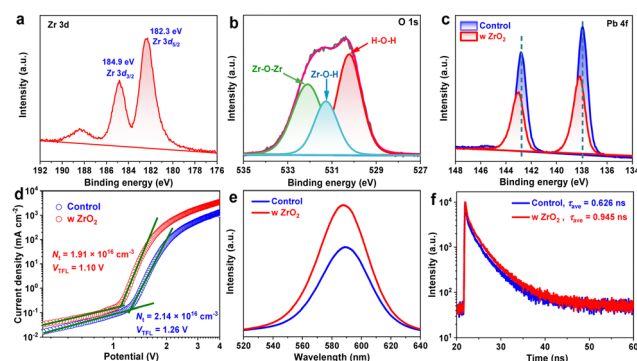 a
Zr 3d
182.3 eV
Zr 3d5/2
184.9 eV
Zr 3d3/2
Intensity (a.u.)
192 190 188 186 184 182 180 178 176
Binding energy (eV)
b
O 1s
H-O-H
Zr-O-Zr
Zr-O-H
Intensity (a.u.)
535 533 531 529 527
Binding energy (eV)
c
Pb 4f
Control
w ZrO2
Intensity (a.u.)
148 146 144 142 140 138 136 134
Binding energy (eV)
d
Control
w ZrO2
Nt = 1.91 × 10^16 cm-3
VTFL = 1.10 V
Nt = 2.14 × 10^16 cm-3
VTFL = 1.26 V
Current density (mA cm-2)
10^4
10^3
10^2
10^1
10^0
10^-1
10^-2
1 2 3 4
Potential (V)
e
Control
w ZrO2
Intensity (a.u.)
520 540 560 580 600 620 640
Wavelength (nm)
f
Control, τave = 0.626 ns
w ZrO2 , τave = 0.945 ns
Intensity (a.u.)
10^4
10^3
10^2
10^1
10^0
20 30 40 50 60
Time (ns)